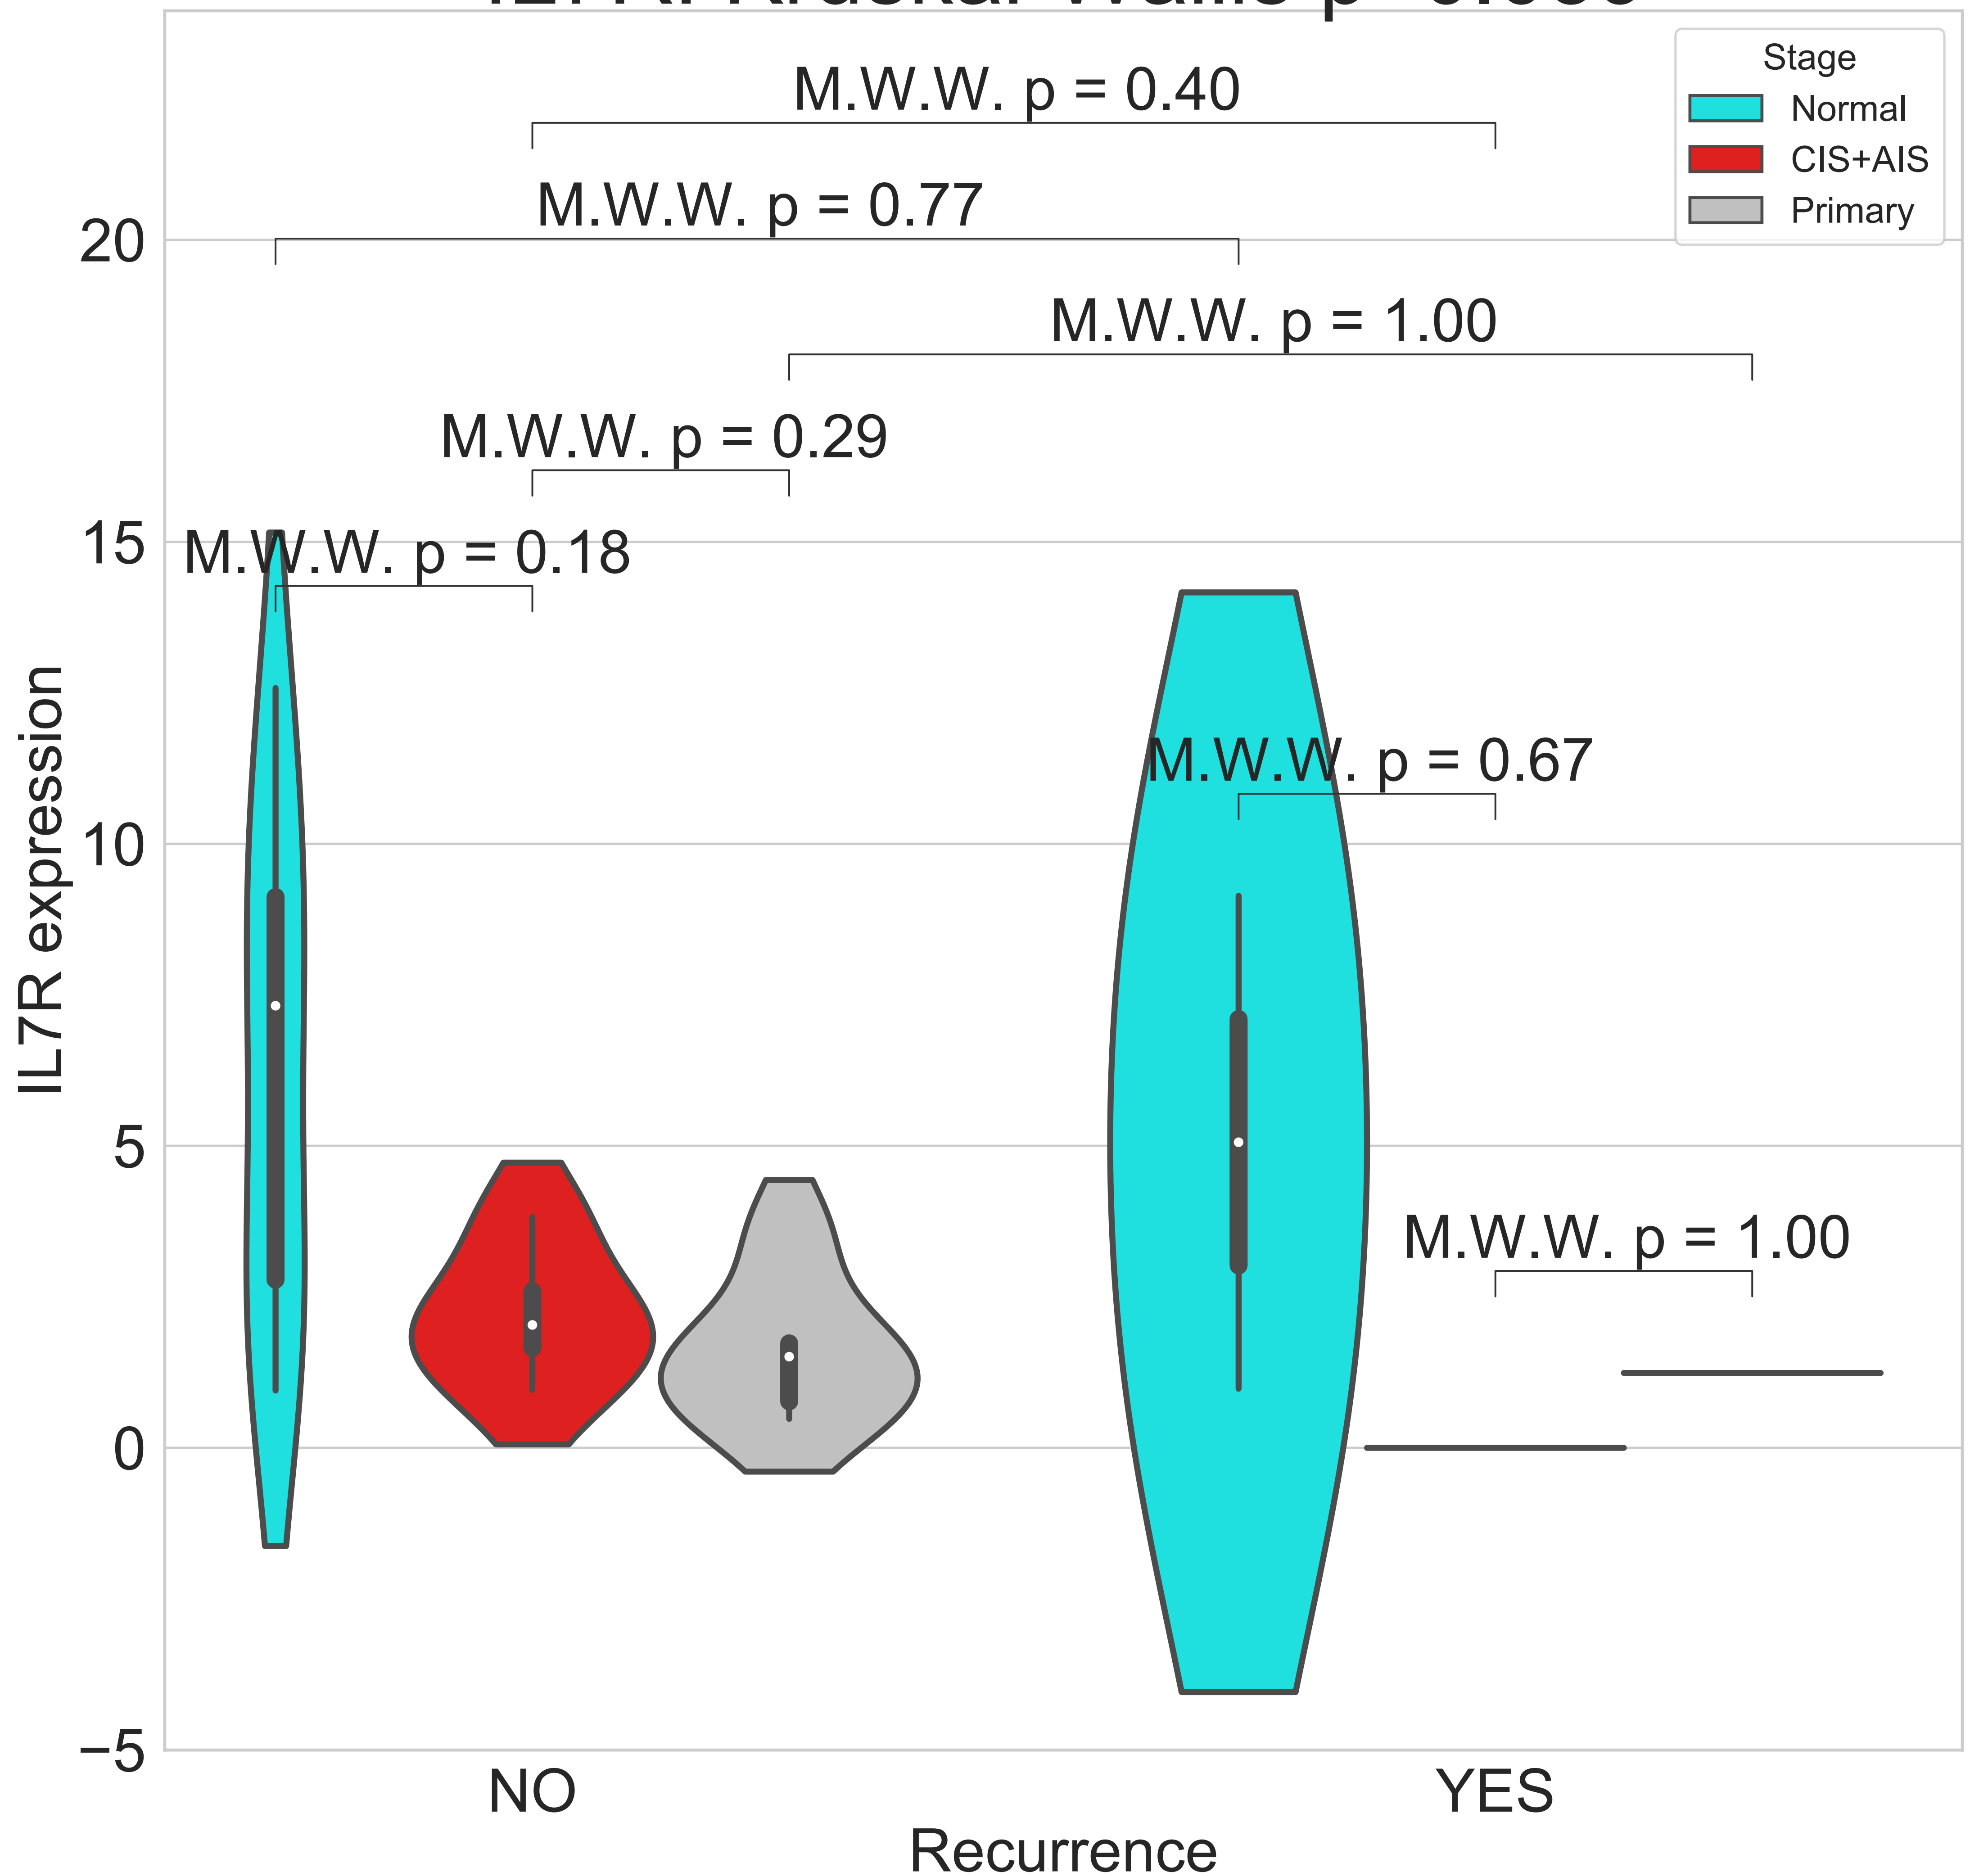 Stage
Normal
CIS+AIS
Primary
M.W.W. p = 0.40
M.W.W. p = 0.77
M.W.W. p = 1.00
M.W.W. p = 0.29
M.W.W. p = 0.18
M.W.W. p = 0.67
M.W.W. p = 1.00
20
15
10
5
0
−5
IL7R expression
NO
YES
Recurrence